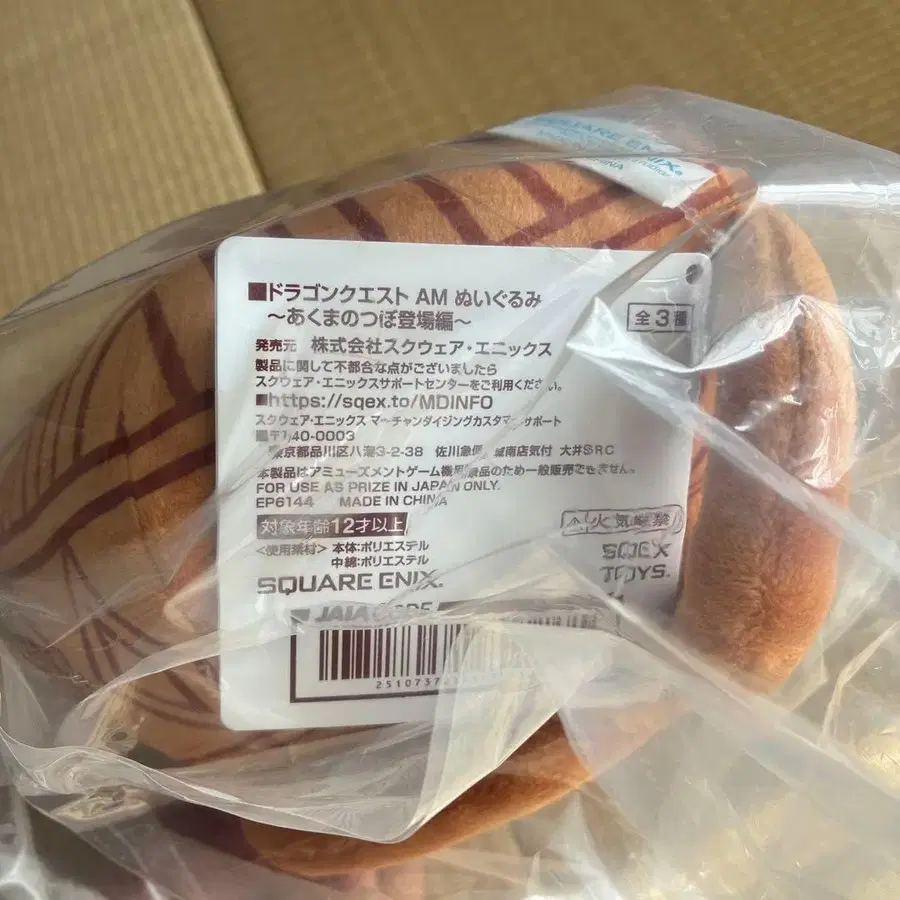 SQUARE ENIX
ENIX®
CHINA
■ドラゴンクエスト AM ぬいぐるみ
～あくまのつぼ登場編～
全3種
発売元 株式会社スクウェア・エニックス
製品に関して不都合な点がございましたら
スクウェア・エニックスサポートセンターをご利用ください。
■https://sqex.to/MDINFO
スクウェア・エニックス マーチャンダイジングカスタマーサポート
■〒140-0003
東京都品川区八潮3-2-38 佐川急便 城南店気付 大井SRC
本製品はアミューズメントゲーム機用景品のため一般販売できません。
FOR USE AS PRIZE IN JAPAN ONLY.
EP6144 MADE IN CHINA
対象年齢12才以上
火気厳禁
<使用素材> 本体:ポリエステル
中綿:ポリエステル
SQEX
TOYS.
SQUARE ENIX.
2510737